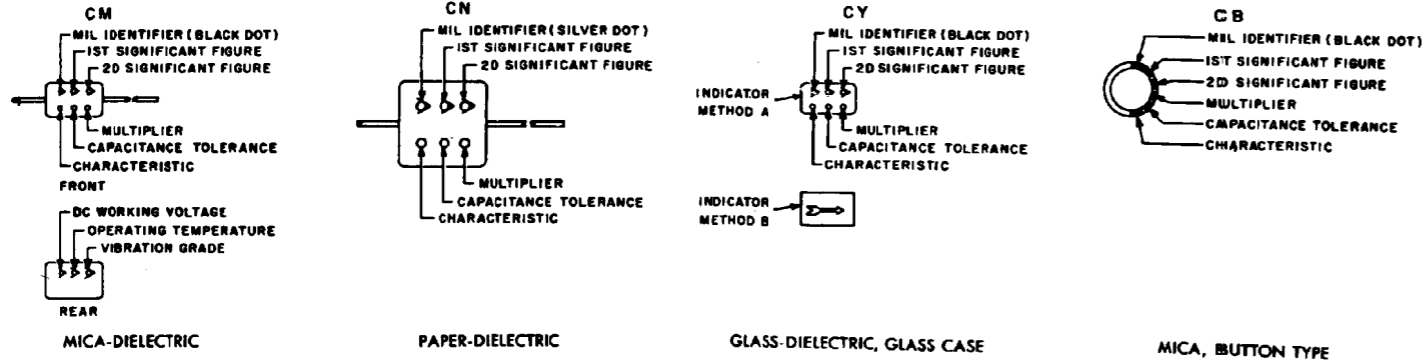 CM
MIL IDENTIFIER (BLACK DOT)
IST SIGNIFICANT FIGURE
2D SIGNIFICANT FIGURE
MULTIPLIER
CAPACITANCE TOLERANCE
CHARACTERISTIC
FRONT
DC WORKING VOLTAGE
OPERATING TEMPERATURE
VIBRATION GRADE
REAR
MICA-DIELECTRIC
CN
MIL IDENTIFIER (SILVER DOT)
IST SIGNIFICANT FIGURE
2D SIGNIFICANT FIGURE
MULTIPLIER
CAPACITANCE TOLERANCE
CHARACTERISTIC
PAPER-DIELECTRIC
CY
MIL IDENTIFIER (BLACK DOT)
IST SIGNIFICANT FIGURE
2D SIGNIFICANT FIGURE
INDICATOR
METHOD A
MULTIPLIER
CAPACITANCE TOLERANCE
CHARACTERISTIC
INDICATOR
METHOD B
GLASS-DIELECTRIC, GLASS CASE
CB
MIL IDENTIFIER (BLACK DOT)
IST SIGNIFICANT FIGURE
2D SIGNIFICANT FIGURE
MULTIPLIER
CAPACITANCE TOLERANCE
CHARACTERISTIC
MICA, BUTTON TYPE